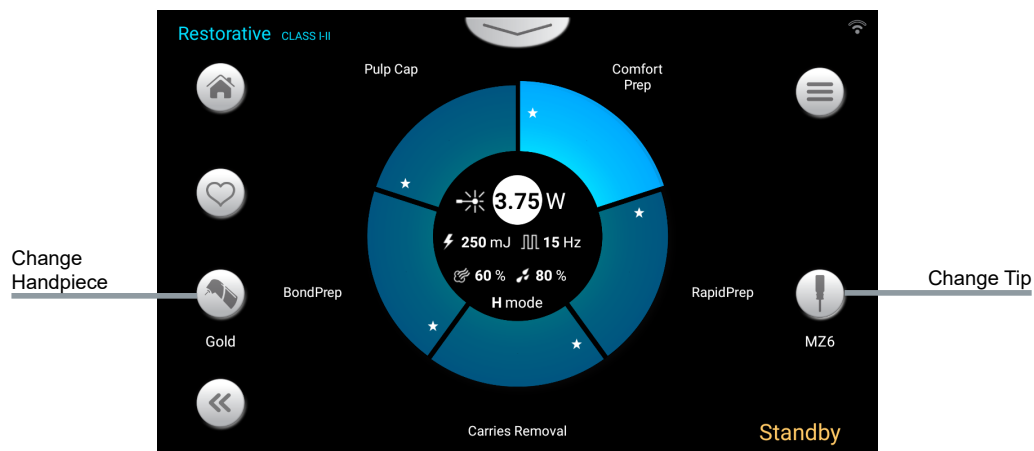 Restorative CLASS I-II
Pulp Cap
Comfort
Prep
3.75 W
250 mJ 15 Hz
60 % 80 %
H mode
Change
Handpiece
Change Tip
BondPrep
RapidPrep
Gold
MZ6
Carries Removal
Standby